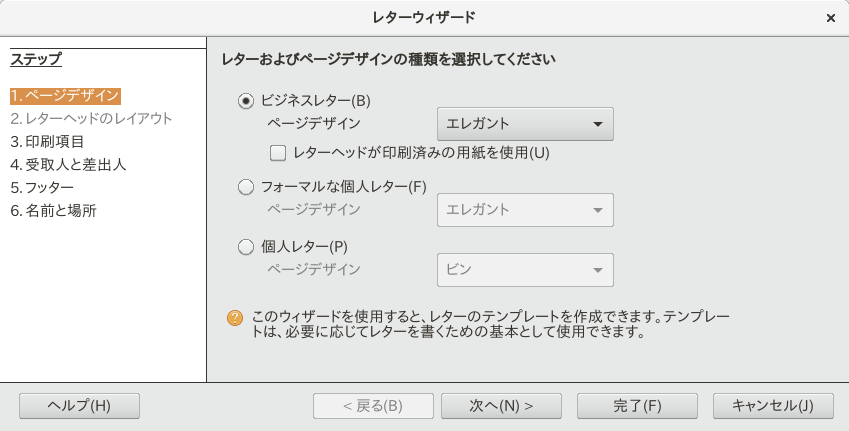 レターウィザード
ステップ
1. ページデザイン
2. レターヘッドのレイアウト
3. 印刷項目
4. 受取人と差出人
5. フッター
6. 名前と場所
レターおよびページデザインの種類を選択してください
ビジネスレター(B)
ページデザイン エレガント
レターヘッドが印刷済みの用紙を使用(U)
フォーマルな個人レター(F)
ページデザイン エレガント
個人レター(P)
ページデザイン ビン
このウィザードを使用すると、レターのテンプレートを作成できます。テンプレー
トは、必要に応じてレターを書くための基本として使用できます。
ヘルプ(H) < 戻る(B) 次へ(N) > 完了(F) キャンセル(J)